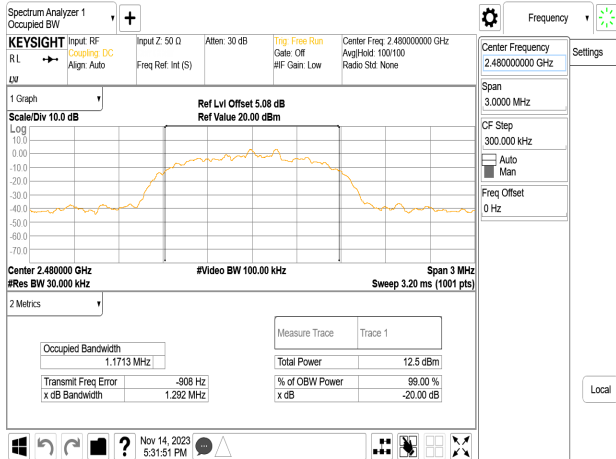 Spectrum Analyzer 1
Occupied BW
Frequency
KEYSIGHT
RL
Input: RF
Coupling: DC
Align: Auto
Input Z: 50 Ω
Freq Ref: Int (S)
Atten: 30 dB
Trig: Free Run
Gate: Off
#IF Gain: Low
Center Freq: 2.480000000 GHz
Avg|Hold: 100/100
Radio Std: None
Center Frequency
2.480000000 GHz
Settings
Span
3.0000 MHz
CF Step
300.000 kHz
Auto
Man
Freq Offset
0 Hz
1 Graph
Scale/Div 10.0 dB
Ref Lvl Offset 5.08 dB
Ref Value 20.00 dBm
Log
10.0
0.00
-10.0
-20.0
-30.0
-40.0
-50.0
-60.0
-70.0
Center 2.480000 GHz
#Video BW 100.00 kHz
Span 3 MHz
#Res BW 30.000 kHz
Sweep 3.20 ms (1001 pts)
2 Metrics
Measure Trace
Trace 1
Occupied Bandwidth
1.1713 MHz
Total Power
12.5 dBm
Transmit Freq Error
-908 Hz
% of OBW Power
99.00 %
x dB Bandwidth
1.292 MHz
x dB
-20.00 dB
Local
Nov 14, 2023
5:31:51 PM